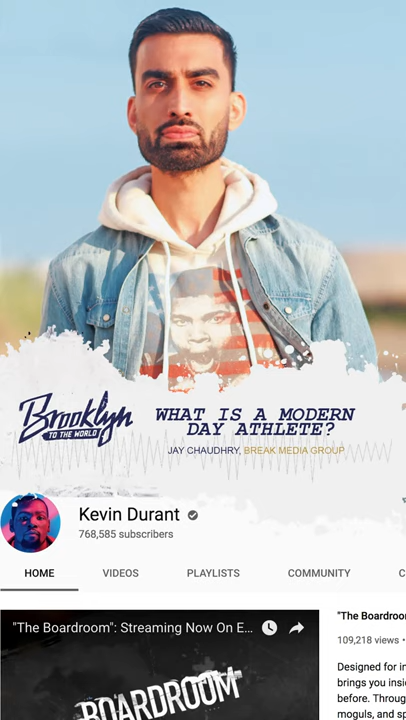 Brooklyn
TO THE WORLD
WHAT IS A MODERN
DAY ATHLETE?
JAY CHAUDHRY, BREAK MEDIA GROUP
Kevin Durant
768,585 subscribers
HOME VIDEOS PLAYLISTS COMMUNITY C
"The Boardroom": Streaming Now On E...
BOARDROOM
"The Boardroo
109,218 views •
Designed for in
brings you insi
before. Throug
moguls, and sp